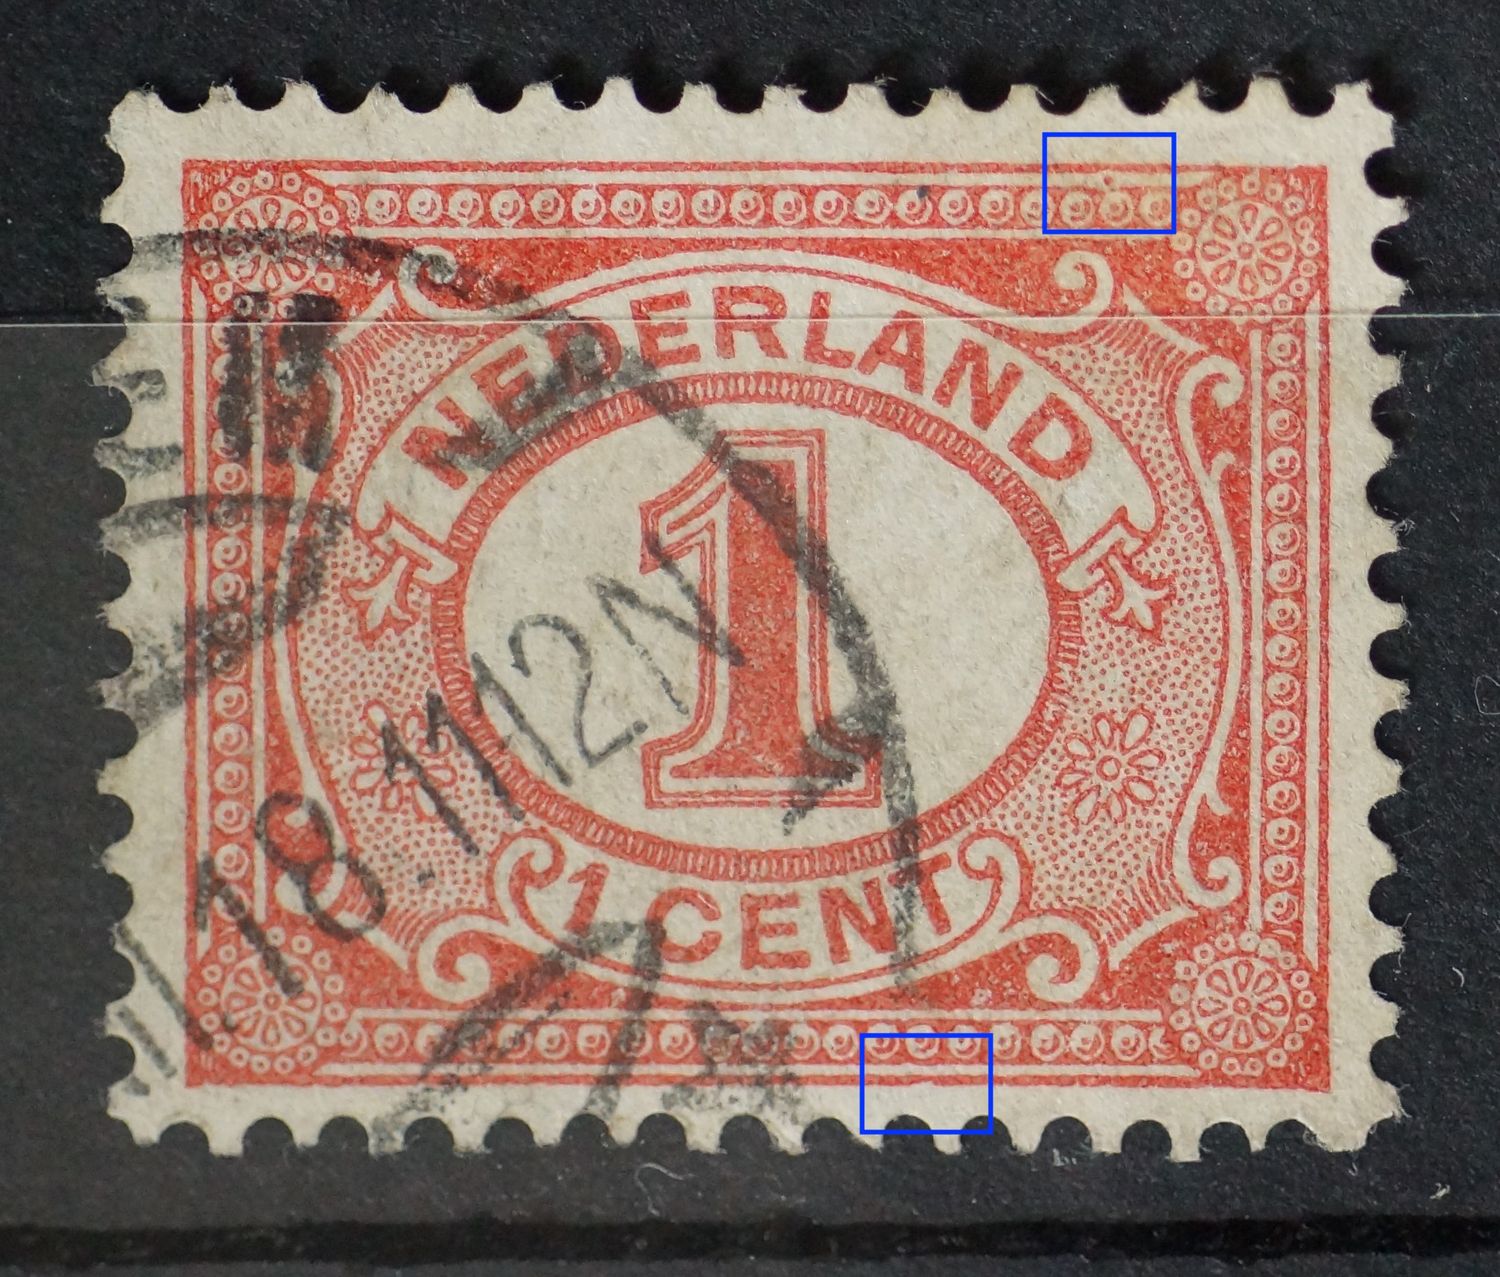 NEDERLAND
1
18.11.12.N
1 CENT